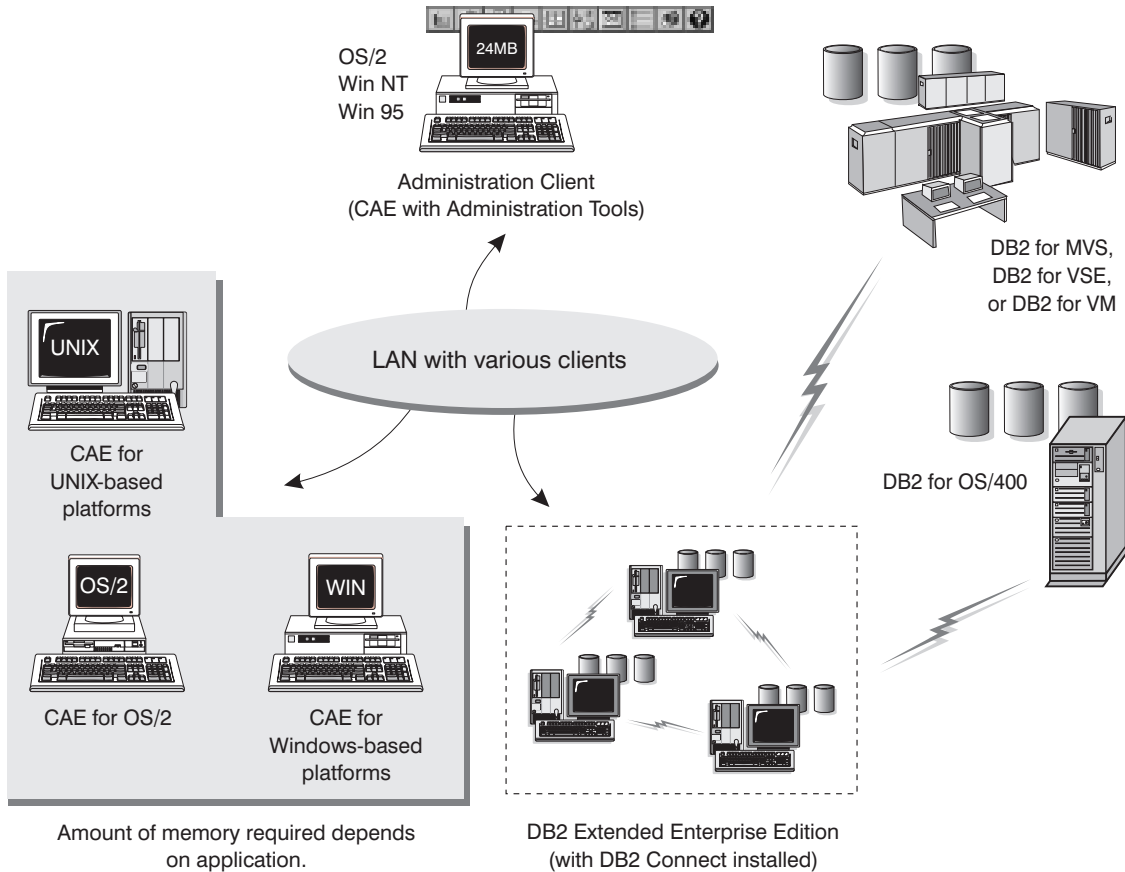 24MB
OS/2
Win NT
Win 95
Administration Client
(CAE with Administration Tools)
DB2 for MVS,
DB2 for VSE,
or DB2 for VM
UNIX
LAN with various clients
CAE for
UNIX-based
platforms
DB2 for OS/400
OS/2
WIN
CAE for OS/2
CAE for
Windows-based
platforms
Amount of memory required depends
on application.
DB2 Extended Enterprise Edition
(with DB2 Connect installed)